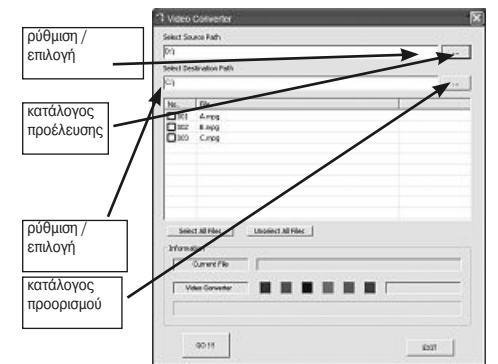 Video Converter
Select Source Path
D:\
...
Select Destination Path
C:\
...
No. File
001 A.mpg
002 B.mpg
003 C.mpg
Select All Files Unselect All Files
Information
Current File
Video Converter
GO !!! EXIT
ρύθμιση /
επιλογή
κατάλογος
προέλευσης
ρύθμιση /
επιλογή
κατάλογος
προορισμού